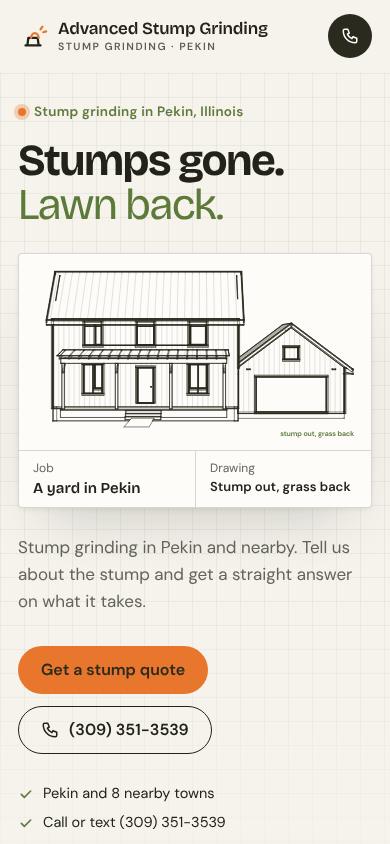 Advanced Stump Grinding
STUMP GRINDING · PEKIN
Stump grinding in Pekin, Illinois
Stumps gone.
Lawn back.
stump out, grass back
Job
A yard in Pekin
Drawing
Stump out, grass back
Stump grinding in Pekin and nearby. Tell us
about the stump and get a straight answer
on what it takes.
Get a stump quote
(309) 351-3539
Pekin and 8 nearby towns
Call or text (309) 351-3539